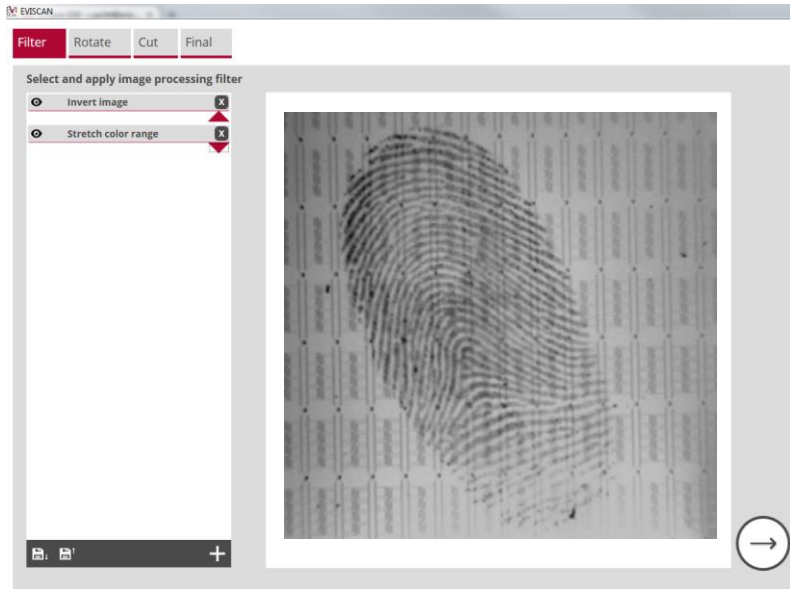 EVISCAN
Filter Rotate Cut Final
Select and apply image processing filter
Invert image X
Stretch color range X